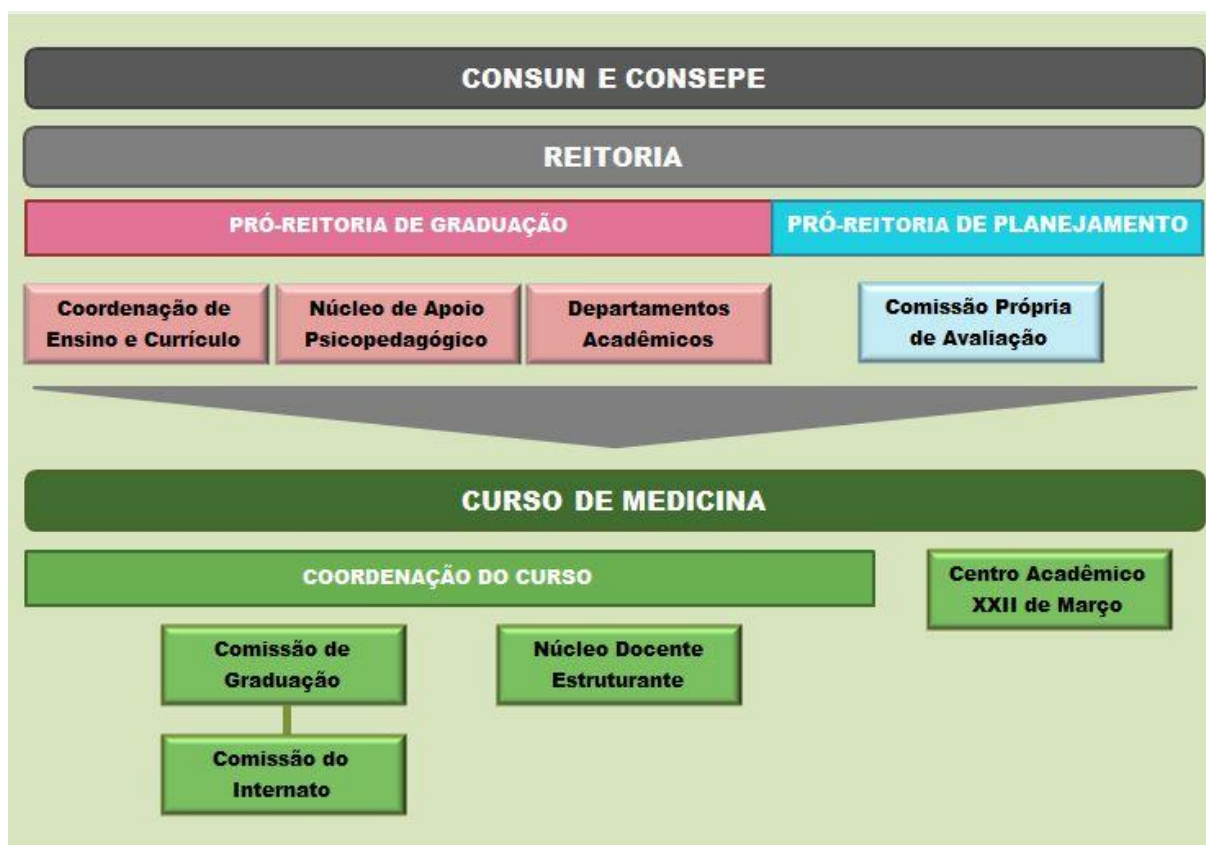 CONSUN E CONSEPE
REITORIA
PRÓ-REITORIA DE GRADUAÇÃO
PRÓ-REITORIA DE PLANEJAMENTO
Coordenação de
Ensino e Currículo
Núcleo de Apoio
Psicopedagógico
Departamentos
Acadêmicos
Comissão Própria
de Avaliação
CURSO DE MEDICINA
COORDENAÇÃO DO CURSO
Centro Acadêmico
XXII de Março
Comissão de
Graduação
Núcleo Docente
Estruturante
Comissão do
Internato